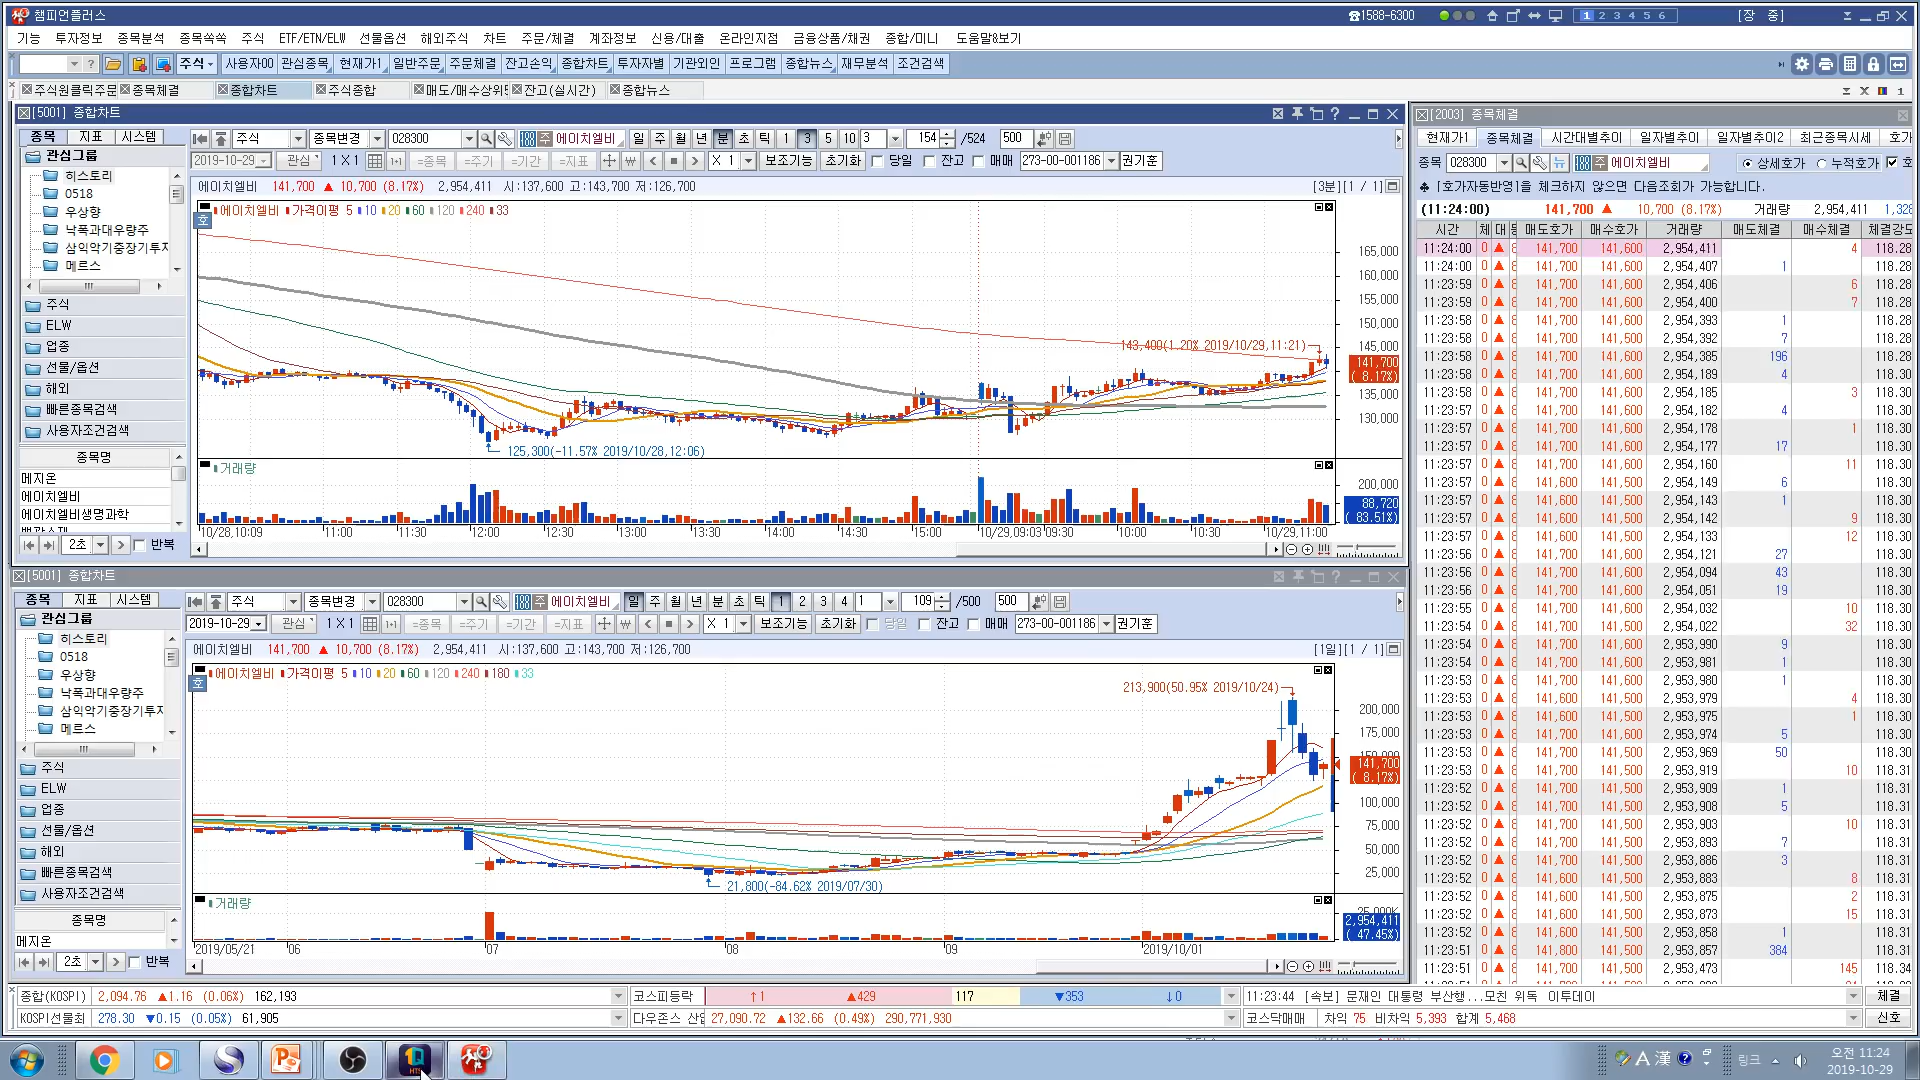 챔피언플러스
☎1588-6300
1 2 3 4 5 6
[장 중]
기능 투자정보 종목분석 종목쏙쏙 주식 ETF/ETN/ELW 선물옵션 해외주식 차트 주문/체결 계좌정보 신용/대출 온라인지점 금융상품/채권 종합/미니 도움말&보기
주식 사용자00 관심종목 현재가1 일반주문 주문체결 잔고손익 종합차트 투자자별 기관외인 프로그램 종합뉴스 재무분석 조건검색
주식원클릭주문 종목체결 종합차트 주식종합 매도/매수상위 잔고(실시간) 종합뉴스
[5001] 종합차트
종목 지표 시스템
주식 종목변경 028300 188 주 에이치엘비 일 주 월 년 분 초 틱 1 3 5 10 3 154 /524 500
2019-10-29 관심 1 X 1 =종목 =주기 =기간 =지표 X 1 보조기능 초기화 당일 잔고 매매 273-00-001186 권기훈
관심그룹
히스토리
0518
우상향
낙폭과대우량주
삼익악기중장기투자
메르스
주식
ELW
업종
선물/옵션
해외
빠른종목검색
사용자조건검색
종목명
메지온
에이치엘비
에이치엘비생명과학
2초 반복
에이치엘비 141,700 ▲ 10,700 (8.17%) 2,954,411 시:137,600 고:143,700 저:126,700 [3분][1 / 1]
에이치엘비 가격이평 5 10 20 60 120 240 33
165,000
160,000
155,000
150,000
145,000
143,400(1.20% 2019/10/29,11:21)
141,700
( 8.17%)
135,000
130,000
125,300(-11.57% 2019/10/28,12:06)
거래량
200,000
88,720
( 83.51%)
10/28,10:09 11:00 11:30 12:00 12:30 13:00 13:30 14:00 14:30 15:00 10/29,09:03 09:30 10:00 10:30 10/29,11:00
[5001] 종합차트
종목 지표 시스템
주식 종목변경 028300 188 주 에이치엘비 일 주 월 년 분 초 틱 1 2 3 4 1 109 /500 500
2019-10-29 관심 1 X 1 =종목 =주기 =기간 =지표 X 1 보조기능 초기화 당일 잔고 매매 273-00-001186 권기훈
관심그룹
히스토리
0518
우상향
낙폭과대우량주
삼익악기중장기투자
메르스
주식
ELW
업종
선물/옵션
해외
빠른종목검색
사용자조건검색
종목명
메지온
2초 반복
에이치엘비 141,700 ▲ 10,700 (8.17%) 2,954,411 시:137,600 고:143,700 저:126,700 [1일][1 / 1]
에이치엘비 가격이평 5 10 20 60 120 240 180 33
213,900(50.95% 2019/10/24)
200,000
175,000
141,700
( 8.17%)
100,000
75,000
50,000
25,000
21,800(-84.62% 2019/07/30)
거래량
2,954,411
( 47.45%)
2019/05/21 06 07 08 09 2019/10/01
[2003] 종목체결
현재가1 종목체결 시간대별추이 일자별추이 일자별추이2 최근종목시세 호가
종목 028300 188 주 에이치엘비 상세호가 누적호가 호
♣ [호가자동반영]을 체크하지 않으면 다음조회가 가능합니다.
(11:24:00) 141,700 ▲ 10,700 (8.17%) 거래량 2,954,411 1,328
시간 체 대 매도호가 매수호가 거래량 매도체결 매수체결 체결강도
11:24:00 0 ▲ 141,700 141,600 2,954,411 4 118.28
11:24:00 0 ▲ 141,700 141,600 2,954,407 1 118.28
11:23:59 0 ▲ 141,700 141,600 2,954,406 6 118.28
11:23:59 0 ▲ 141,700 141,600 2,954,400 7 118.28
11:23:58 0 ▲ 141,700 141,600 2,954,393 1 118.28
11:23:58 0 ▲ 141,700 141,600 2,954,392 7 118.28
11:23:58 0 ▲ 141,700 141,600 2,954,385 196 118.28
11:23:58 0 ▲ 141,700 141,600 2,954,189 4 118.30
11:23:58 0 ▲ 141,700 141,600 2,954,185 3 118.30
11:23:57 0 ▲ 141,700 141,600 2,954,182 4 118.30
11:23:57 0 ▲ 141,700 141,600 2,954,178 1 118.30
11:23:57 0 ▲ 141,700 141,600 2,954,177 17 118.30
11:23:57 0 ▲ 141,700 141,600 2,954,160 11 118.30
11:23:57 0 ▲ 141,600 141,500 2,954,149 6 118.30
11:23:57 0 ▲ 141,700 141,500 2,954,143 1 118.30
11:23:57 0 ▲ 141,600 141,500 2,954,142 9 118.30
11:23:57 0 ▲ 141,600 141,500 2,954,133 12 118.30
11:23:56 0 ▲ 141,700 141,500 2,954,121 27 118.30
11:23:56 0 ▲ 141,700 141,600 2,954,094 43 118.30
11:23:56 0 ▲ 141,700 141,600 2,954,051 19 118.30
11:23:55 0 ▲ 141,600 141,500 2,954,032 10 118.30
11:23:54 0 ▲ 141,600 141,500 2,954,022 32 118.30
11:23:54 0 ▲ 141,600 141,500 2,953,990 9 118.30
11:23:54 0 ▲ 141,600 141,500 2,953,981 1 118.30
11:23:54 0 ▲ 141,600 141,500 2,953,980 1 118.30
11:23:53 0 ▲ 141,600 141,500 2,953,979 4 118.30
11:23:53 0 ▲ 141,600 141,500 2,953,975 1 118.30
11:23:53 0 ▲ 141,700 141,500 2,953,974 5 118.30
11:23:53 0 ▲ 141,700 141,500 2,953,969 50 118.30
11:23:53 0 ▲ 141,700 141,500 2,953,919 10 118.31
11:23:52 0 ▲ 141,700 141,500 2,953,909 1 118.31
11:23:52 0 ▲ 141,700 141,500 2,953,908 5 118.31
11:23:52 0 ▲ 141,700 141,500 2,953,903 10 118.31
11:23:52 0 ▲ 141,700 141,500 2,953,893 7 118.31
11:23:52 0 ▲ 141,700 141,600 2,953,886 3 118.31
11:23:52 0 ▲ 141,600 141,500 2,953,883 8 118.31
11:23:52 0 ▲ 141,600 141,500 2,953,875 2 118.31
11:23:52 0 ▲ 141,600 141,500 2,953,873 15 118.31
11:23:52 0 ▲ 141,600 141,500 2,953,858 1 118.31
11:23:51 0 ▲ 141,800 141,700 2,953,857 384 118.31
11:23:51 0 ▲ 141,700 141,600 2,953,473 145 118.34
종합(KOSPI) 2,094.76 ▲1.16 (0.06%) 162,193 코스피등락 ↑1 ▲429 117 ▼353 ↓0 11:23:44 [속보] 문재인 대통령 부산행...모친 위독 이투데이 체결
KOSPI선물최 278.30 ▼0.15 (0.05%) 61,905 다우존스 산업 27,090.72 ▲132.66 (0.49%) 290,771,930 코스닥매매 차익 75 비차익 5,393 합계 5,468 신호
A 漢 링크
오전 11:24
2019-10-29